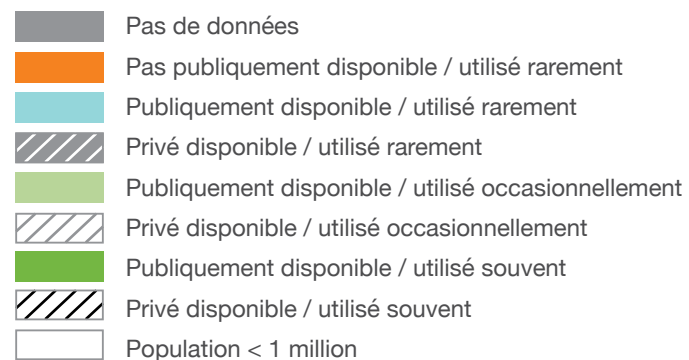 Pas de données
Pas publiquement disponible / utilisé rarement
Publiquement disponible / utilisé rarement
Privé disponible / utilisé rarement
Publiquement disponible / utilisé occasionnellement
Privé disponible / utilisé occasionnellement
Publiquement disponible / utilisé souvent
Privé disponible / utilisé souvent
Population < 1 million